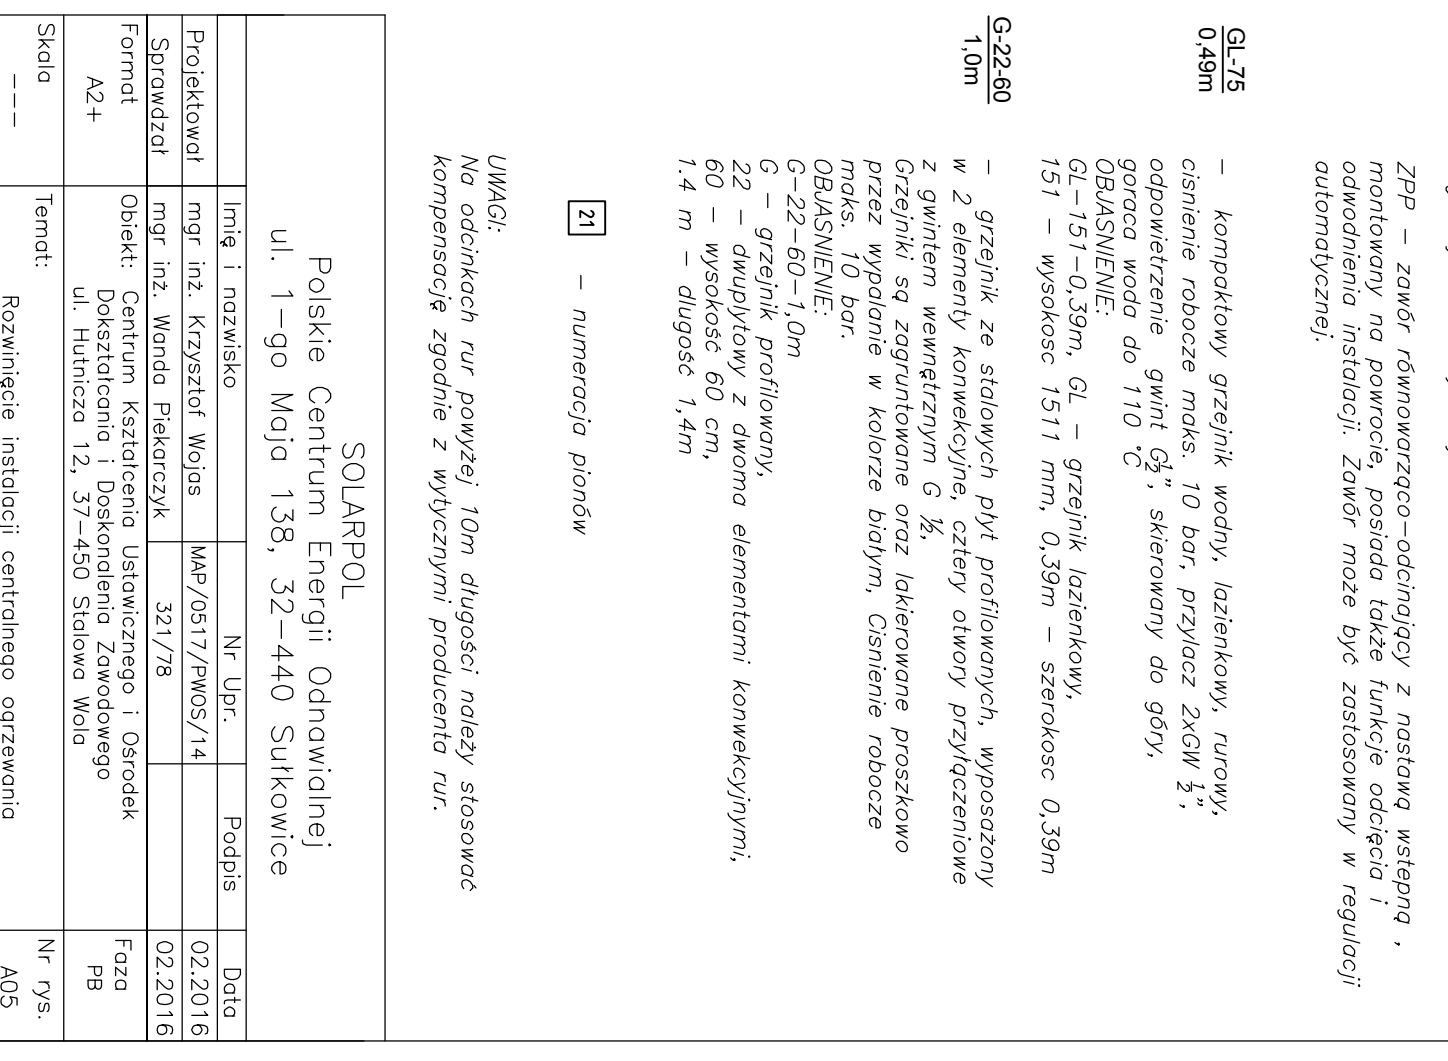 ZPP – zawór równoważąco–odcinający z nastawą wstepną ,
montowany na powrocie, posiada także funkcje odcięcia i
odwodnienia instalacji. Zawór może być zastosowany w regulacji
automatycznej.
GL-75
0,49m
– kompaktowy grzejnik wodny, lazienkowy, rurowy,
cisnienie robocze maks. 10 bar, przylacz 2xGW ½",
odpowietrzenie gwint G½", skierowany do góry,
goraca woda do 110 °C
OBJASNIENIE:
GL–151–0,39m, GL – grzejnik lazienkowy,
151 – wysokosc 1511 mm, 0,39m – szerokosc 0,39m
G-22-60
1,0m
– grzejnik ze stalowych płyt profilowanych, wyposażony
w 2 elementy konwekcyjne, cztery otwory przyłączeniowe
z gwintem wewnętrznym G ½,
Grzejniki są zagruntowane oraz lakierowane proszkowo
przez wypalanie w kolorze białym, Cisnienie robocze
maks. 10 bar.
OBJASNIENIE:
G–22–60–1,0m
G – grzejnik profilowany,
22 – dwuplytowy z dwoma elementami konwekcyjnymi,
60 – wysokość 60 cm,
1.4 m – dlugość 1,4m
21 – numeracja pionów
UWAGI:
Na odcinkach rur powyżej 10m długości należy stosować
kompensację zgodnie z wytycznymi producenta rur.
SOLARPOL
Polskie Centrum Energii Odnawialnej
ul. 1–go Maja 138, 32–440 Sułkowice
Imię i nazwisko Nr Upr. Podpis Data
Projektował mgr inż. Krzysztof Wojas MAP/0517/PWOS/14 02.2016
Sprawdzał mgr inż. Wanda Piekarczyk 321/78 02.2016
Format Obiekt: Centrum Kształcenia Ustawicznego i Ośrodek Faza
A2+ Dokształcania i Doskonalenia Zawodowego PB
ul. Hutnicza 12, 37–450 Stalowa Wola
Skala Temat: Nr rys.
––– Rozwinięcie instalacji centralnego ogrzewania A05